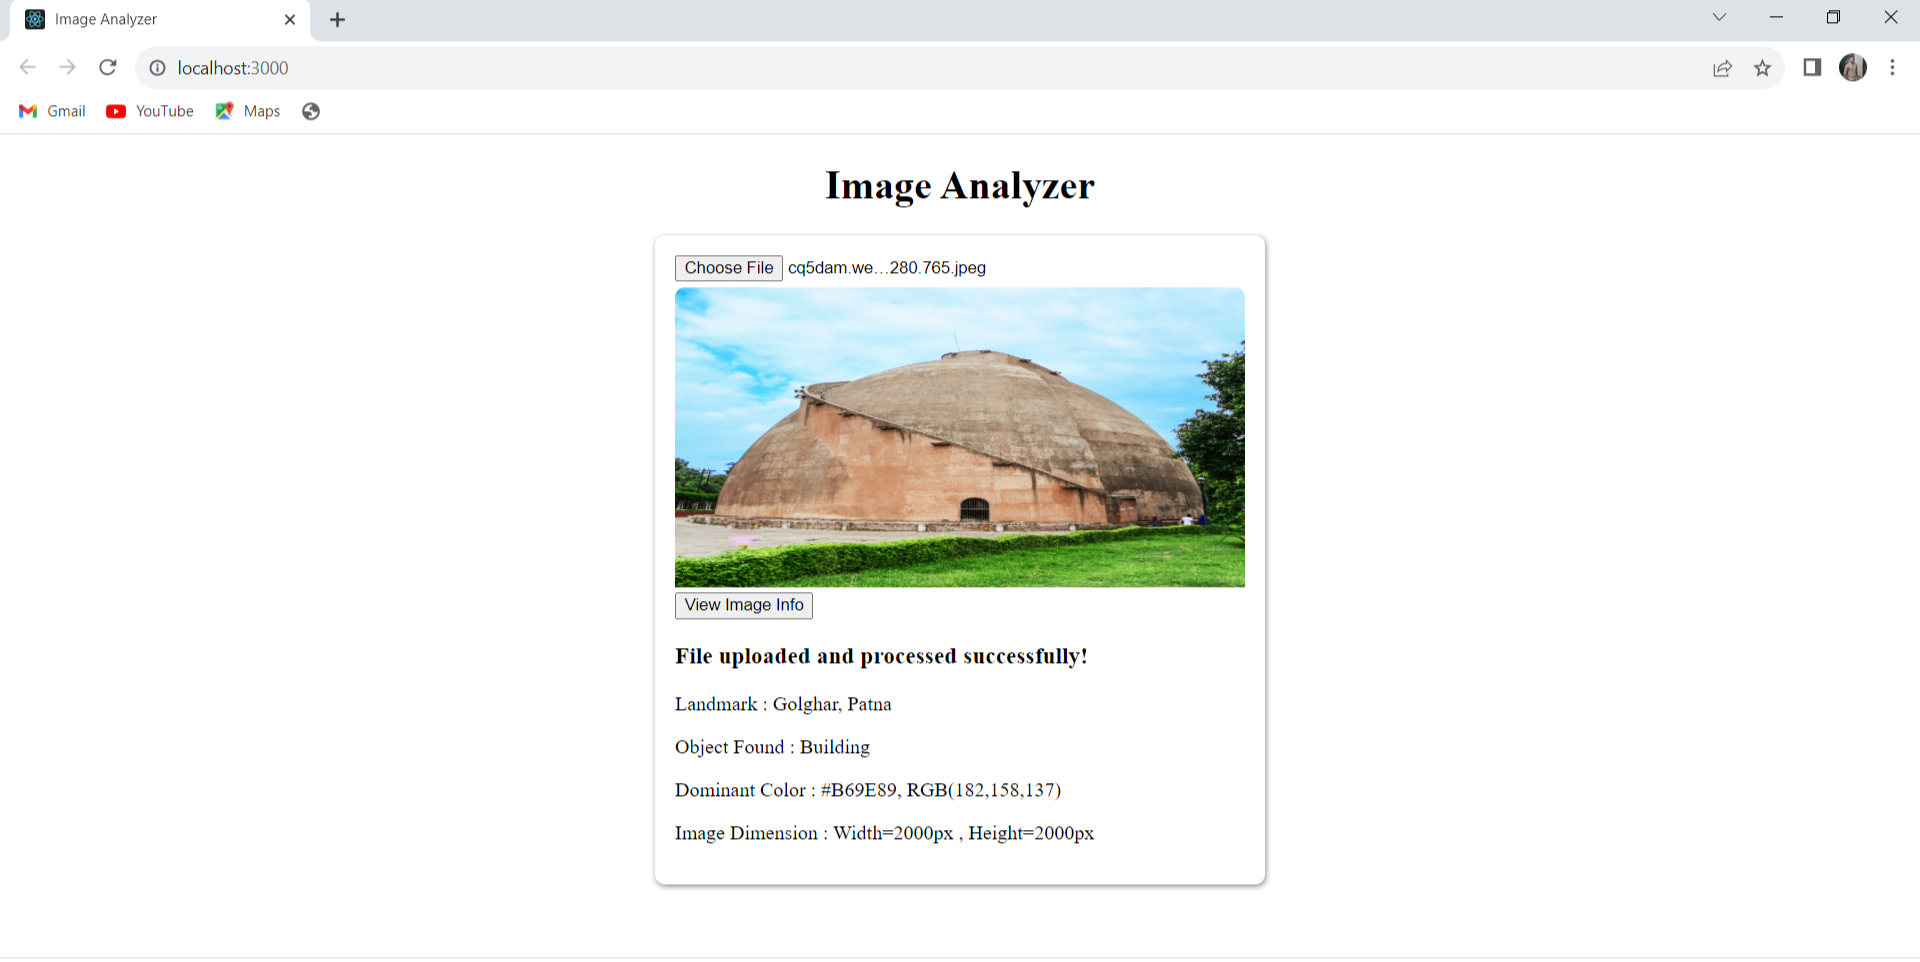 Image Analyzer
localhost:3000
Gmail YouTube Maps
Image Analyzer
Choose File cq5dam.we...280.765.jpeg
View Image Info
File uploaded and processed successfully!
Landmark : Golghar, Patna
Object Found : Building
Dominant Color : #B69E89, RGB(182,158,137)
Image Dimension : Width=2000px , Height=2000px